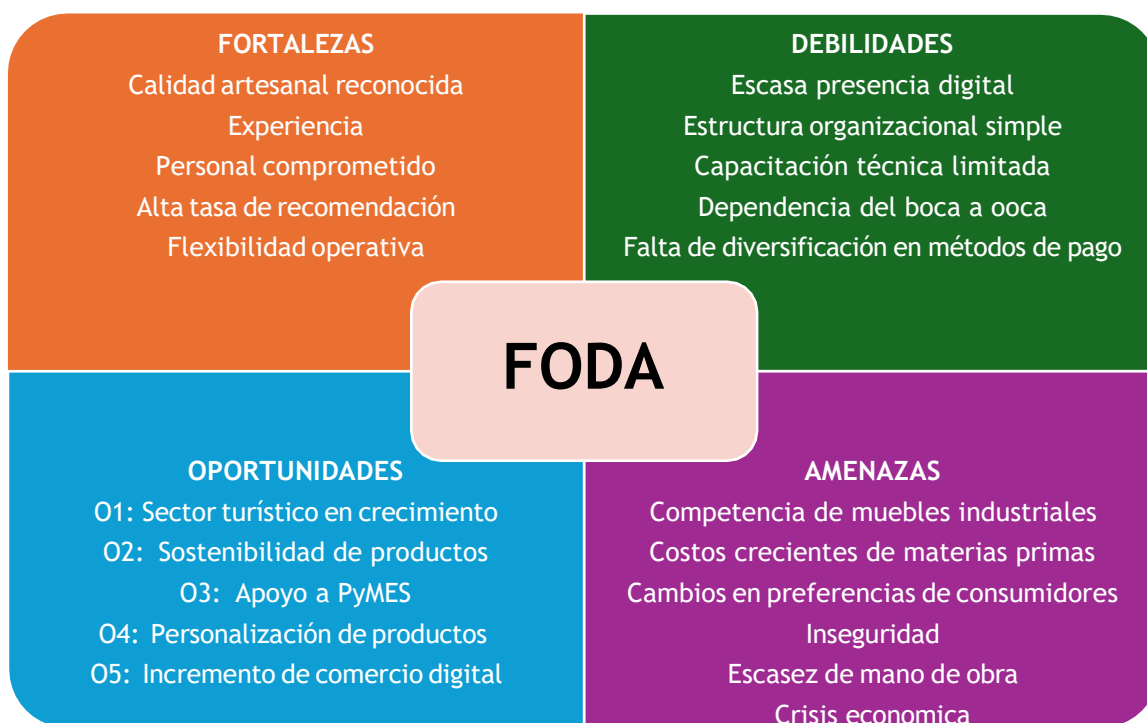 FORTALEZAS
Calidad artesanal reconocida
Experiencia
Personal comprometido
Alta tasa de recomendación
Flexibilidad operativa
DEBILIDADES
Escasa presencia digital
Estructura organizacional simple
Capacitación técnica limitada
Dependencia del boca a ooca
Falta de diversificación en métodos de pago
FODA
OPORTUNIDADES
O1: Sector turístico en crecimiento
O2: Sostenibilidad de productos
O3: Apoyo a PyMES
O4: Personalización de productos
O5: Incremento de comercio digital
AMENAZAS
Competencia de muebles industriales
Costos crecientes de materias primas
Cambios en preferencias de consumidores
Inseguridad
Escasez de mano de obra
Crisis economica